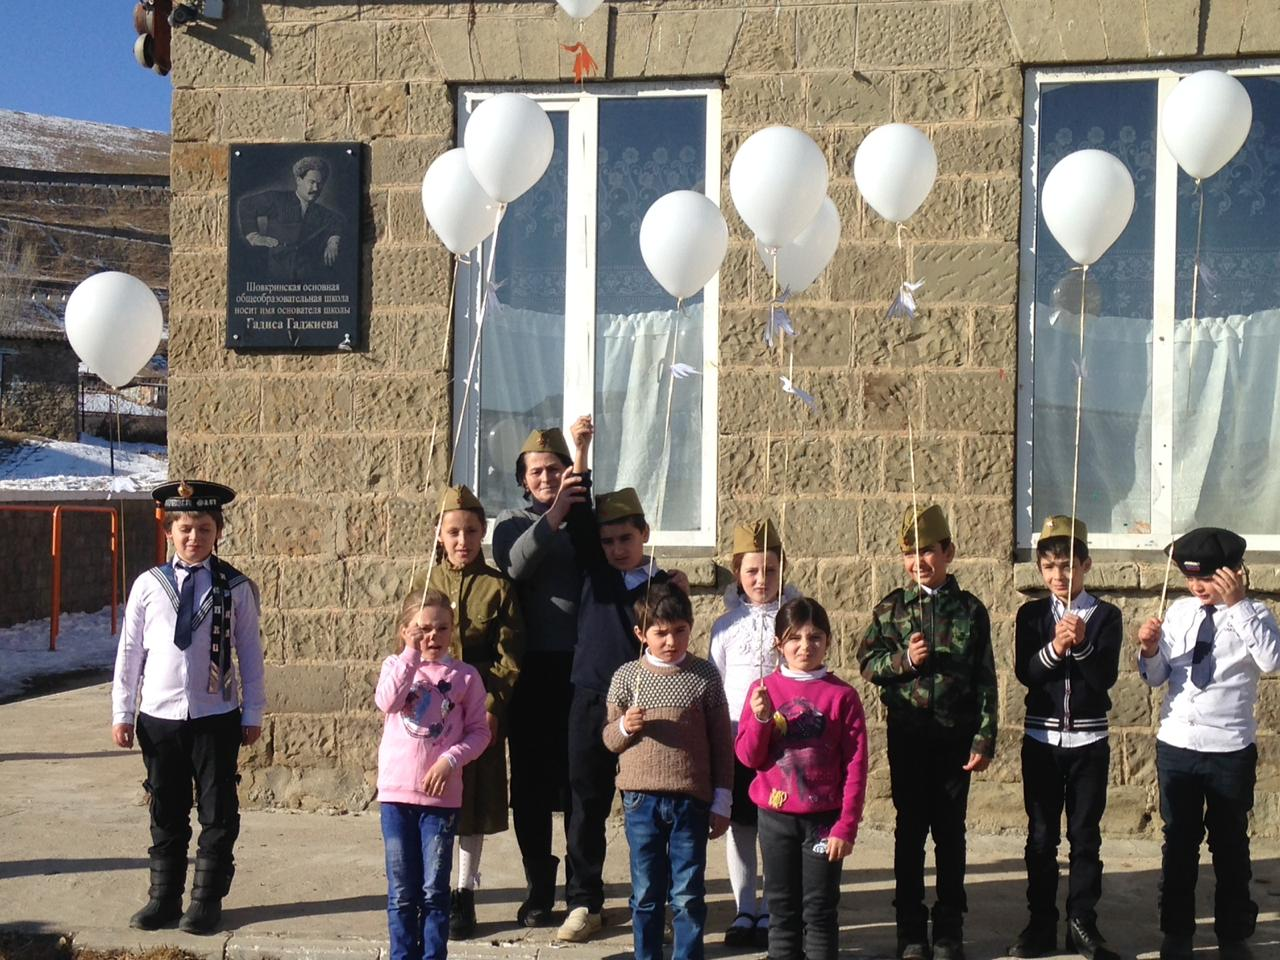 Шовкринская основная
общеобразовательная школа
носит имя основателя школы
Гадиса Гаджиева